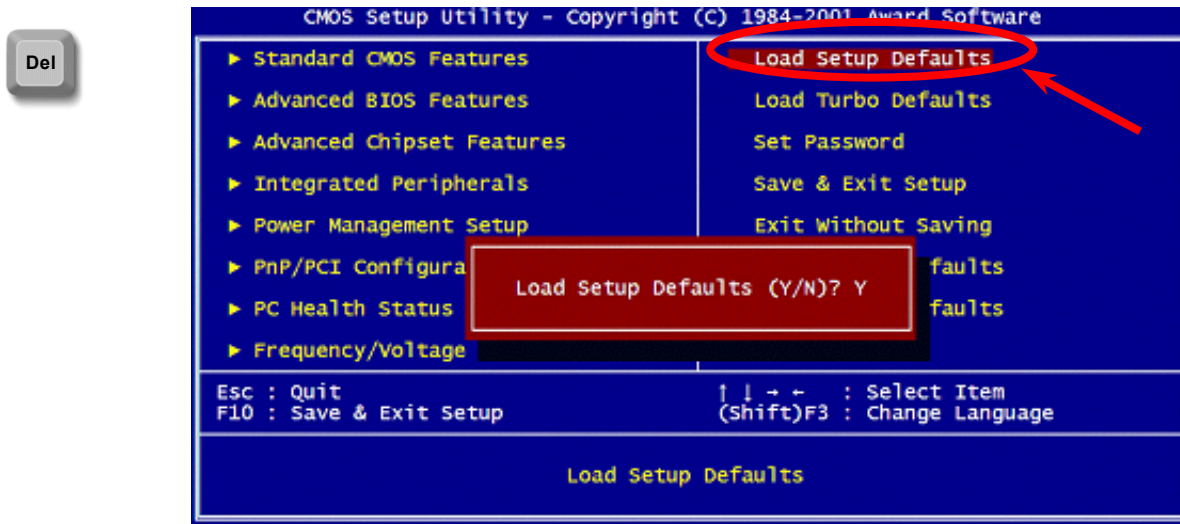 Del
CMOS Setup Utility - Copyright (C) 1984-2001 Award Software
Standard CMOS Features
Load Setup Defaults
Advanced BIOS Features
Load Turbo Defaults
Advanced Chipset Features
Set Password
Integrated Peripherals
Save & Exit Setup
Power Management Setup
Exit Without Saving
PnP/PCI Configura
faults
Load Setup Defaults (Y/N)? Y
PC Health Status
faults
Frequency/Voltage
Esc : Quit
↑ ↓ → ← : Select Item
F10 : Save & Exit Setup
(Shift)F3 : Change Language
Load Setup Defaults